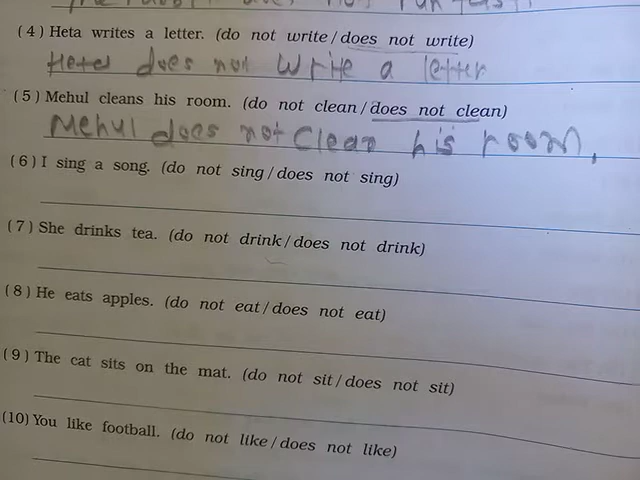 (4) Heta writes a letter. (do not write/does not write)
Heta does not write a letter
(5) Mehul cleans his room. (do not clean/does not clean)
Mehul does not clean his room.
(6) I sing a song. (do not sing/does not sing)
(7) She drinks tea. (do not drink/does not drink)
(8) He eats apples. (do not eat/does not eat)
(9) The cat sits on the mat. (do not sit/does not sit)
(10) You like football. (do not like/does not like)